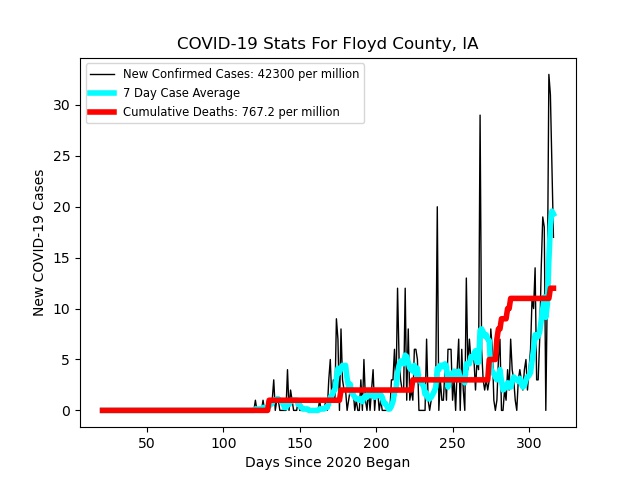 COVID-19 Stats For Floyd County, IA
New Confirmed Cases: 42300 per million
7 Day Case Average
Cumulative Deaths: 767.2 per million
New COVID-19 Cases
30
25
20
15
10
5
0
50
100
150
200
250
300
Days Since 2020 Began